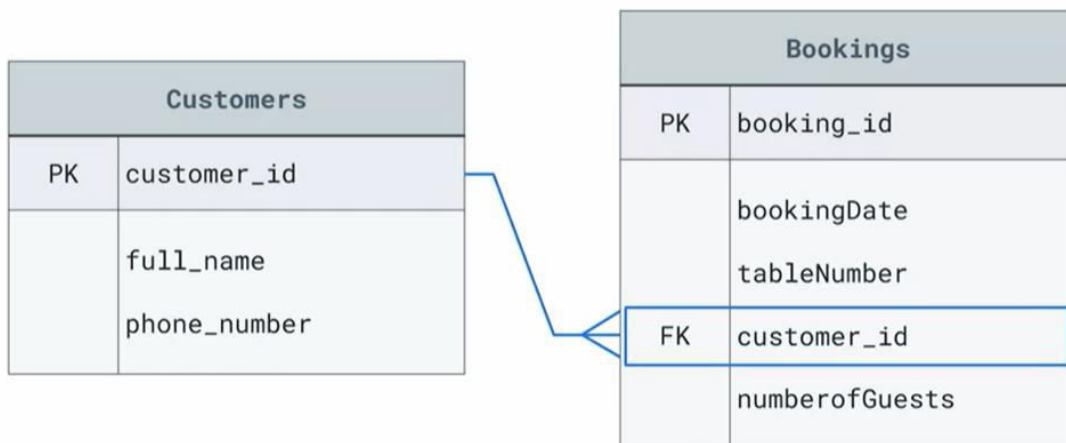 Customers
PK customer_id
full_name
phone_number
Bookings
PK booking_id
bookingDate
tableNumber
FK customer_id
numberofGuests